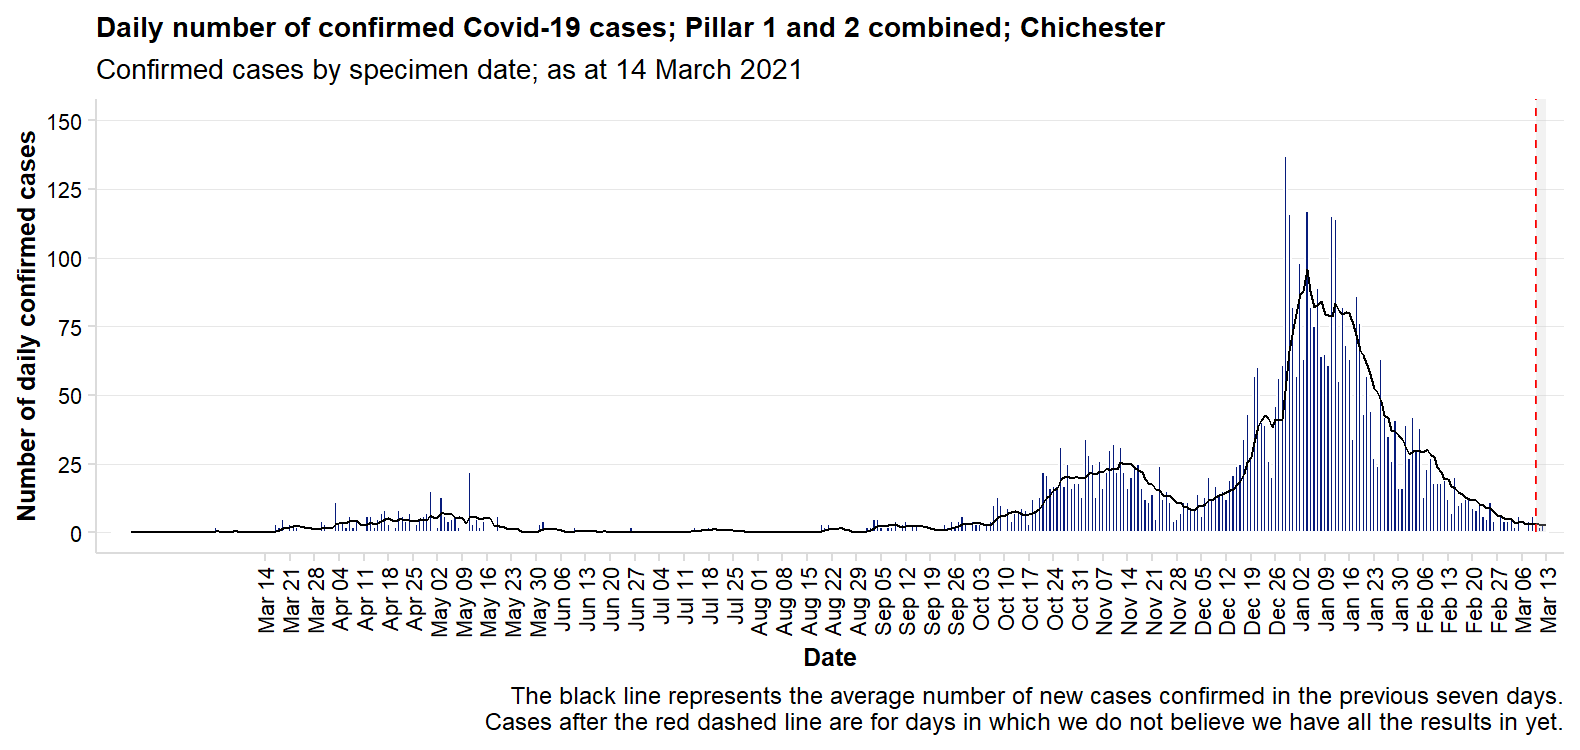 Daily number of confirmed Covid-19 cases; Pillar 1 and 2 combined; Chichester
Confirmed cases by specimen date; as at 14 March 2021
Number of daily confirmed cases
150
125
100
75
50
25
0
Mar 14
Mar 21
Mar 28
Apr 04
Apr 11
Apr 18
Apr 25
May 02
May 09
May 16
May 23
May 30
Jun 06
Jun 13
Jun 20
Jun 27
Jul 04
Jul 11
Jul 18
Jul 25
Aug 01
Aug 08
Aug 15
Aug 22
Aug 29
Sep 05
Sep 12
Sep 19
Sep 26
Oct 03
Oct 10
Oct 17
Oct 24
Oct 31
Nov 07
Nov 14
Nov 21
Nov 28
Dec 05
Dec 12
Dec 19
Dec 26
Jan 02
Jan 09
Jan 16
Jan 23
Jan 30
Feb 06
Feb 13
Feb 20
Feb 27
Mar 06
Mar 13
Date
The black line represents the average number of new cases confirmed in the previous seven days.
Cases after the red dashed line are for days in which we do not believe we have all the results in yet.